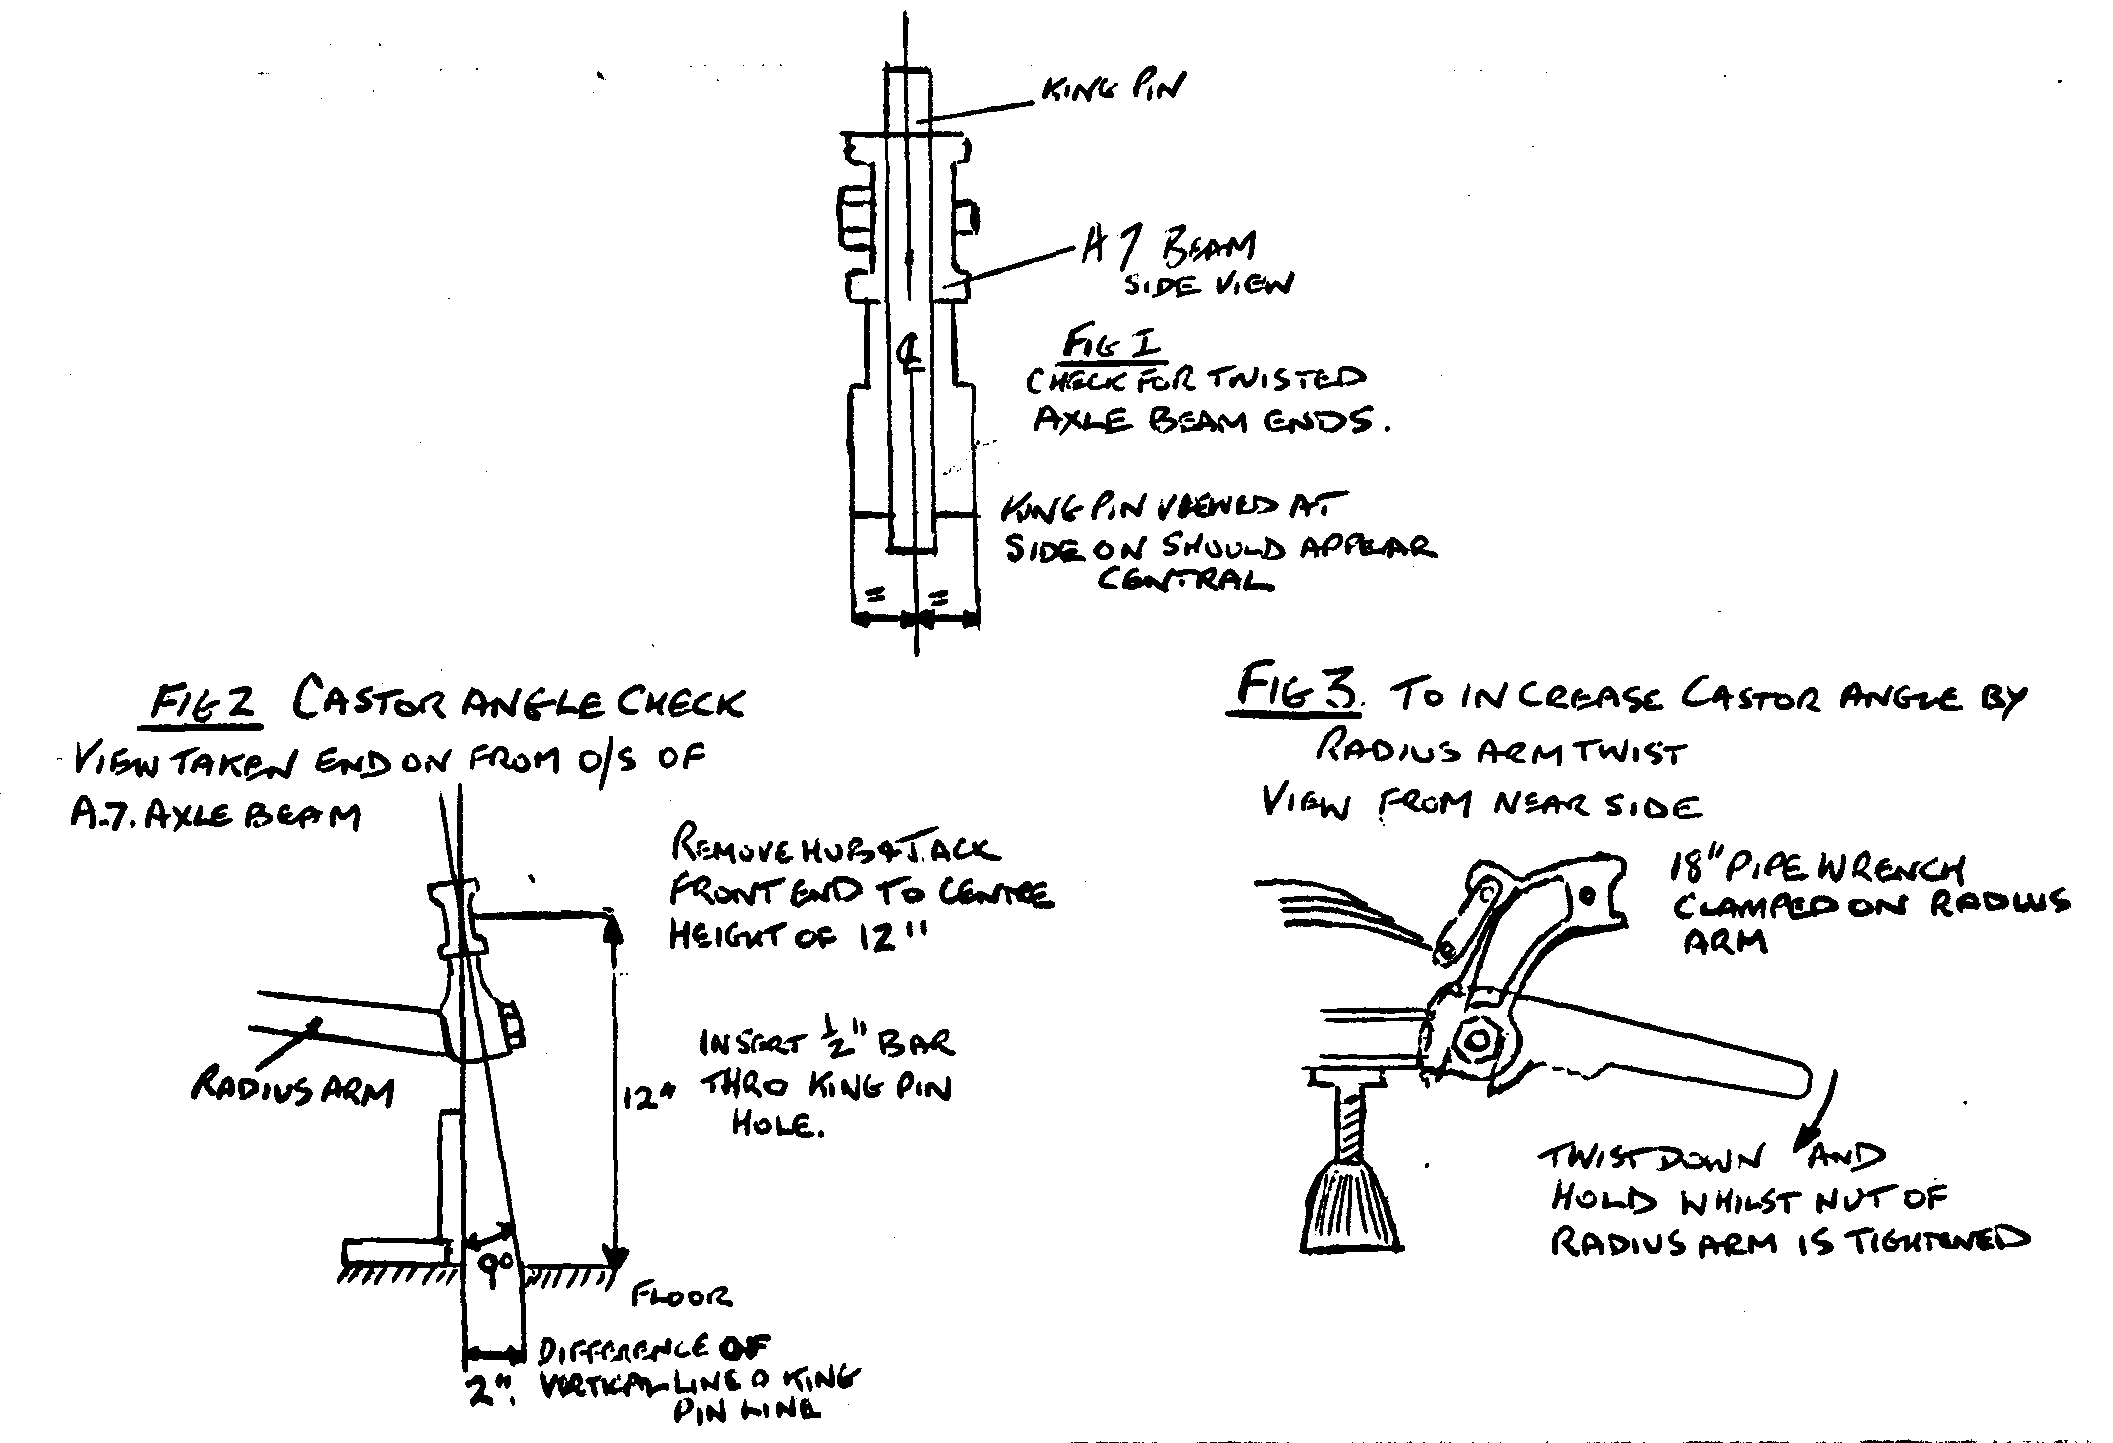 KING PIN
A7 BEAM
SIDE VIEW
FIG 1
CHECK FOR TWISTED
AXLE BEAM ENDS.
℄
KING PIN VIEWED AT
SIDE ON SHOULD APPEAR
CENTRAL
= =
FIG 2 CASTOR ANGLE CHECK
VIEW TAKEN END ON FROM O/S OF
A.7. AXLE BEAM
REMOVE HUB & JACK
FRONT END TO CENTRE
HEIGHT OF 12"
INSERT ½" BAR
THRO KING PIN
HOLE.
RADIUS ARM
12"
9°
FLOOR
2".
DIFFERENCE OF
VERTICAL LINE & KING
PIN LINE
FIG 3. TO INCREASE CASTOR ANGLE BY
RADIUS ARM TWIST
VIEW FROM NEAR SIDE
18" PIPE WRENCH
CLAMPED ON RADIUS
ARM
TWIST DOWN AND
HOLD WHILST NUT OF
RADIUS ARM IS TIGHTENED